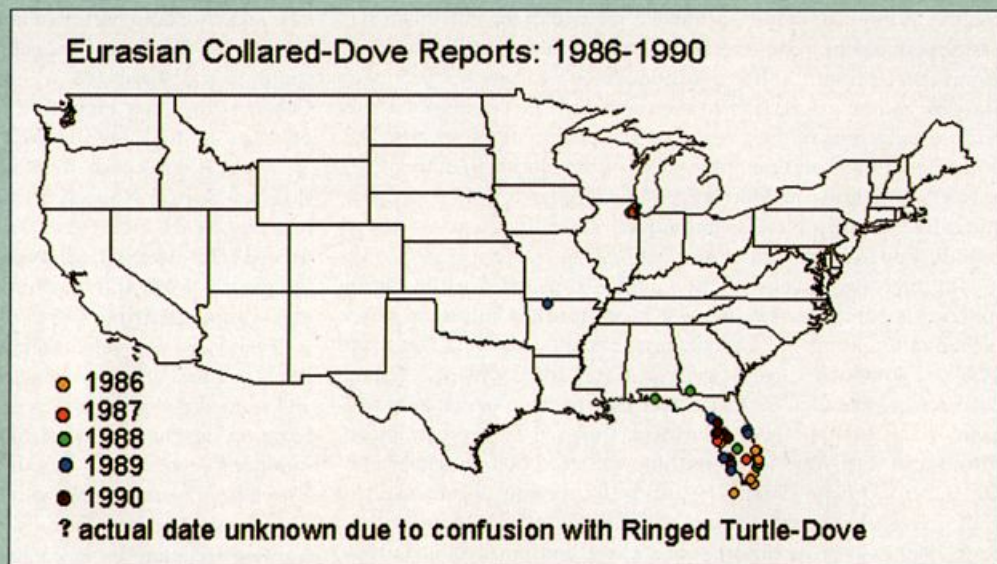 Eurasian Collared-Dove Reports: 1986-1990
1986
1987
1988
1989
1990
? actual date unknown due to confusion with Ringed Turtle-Dove